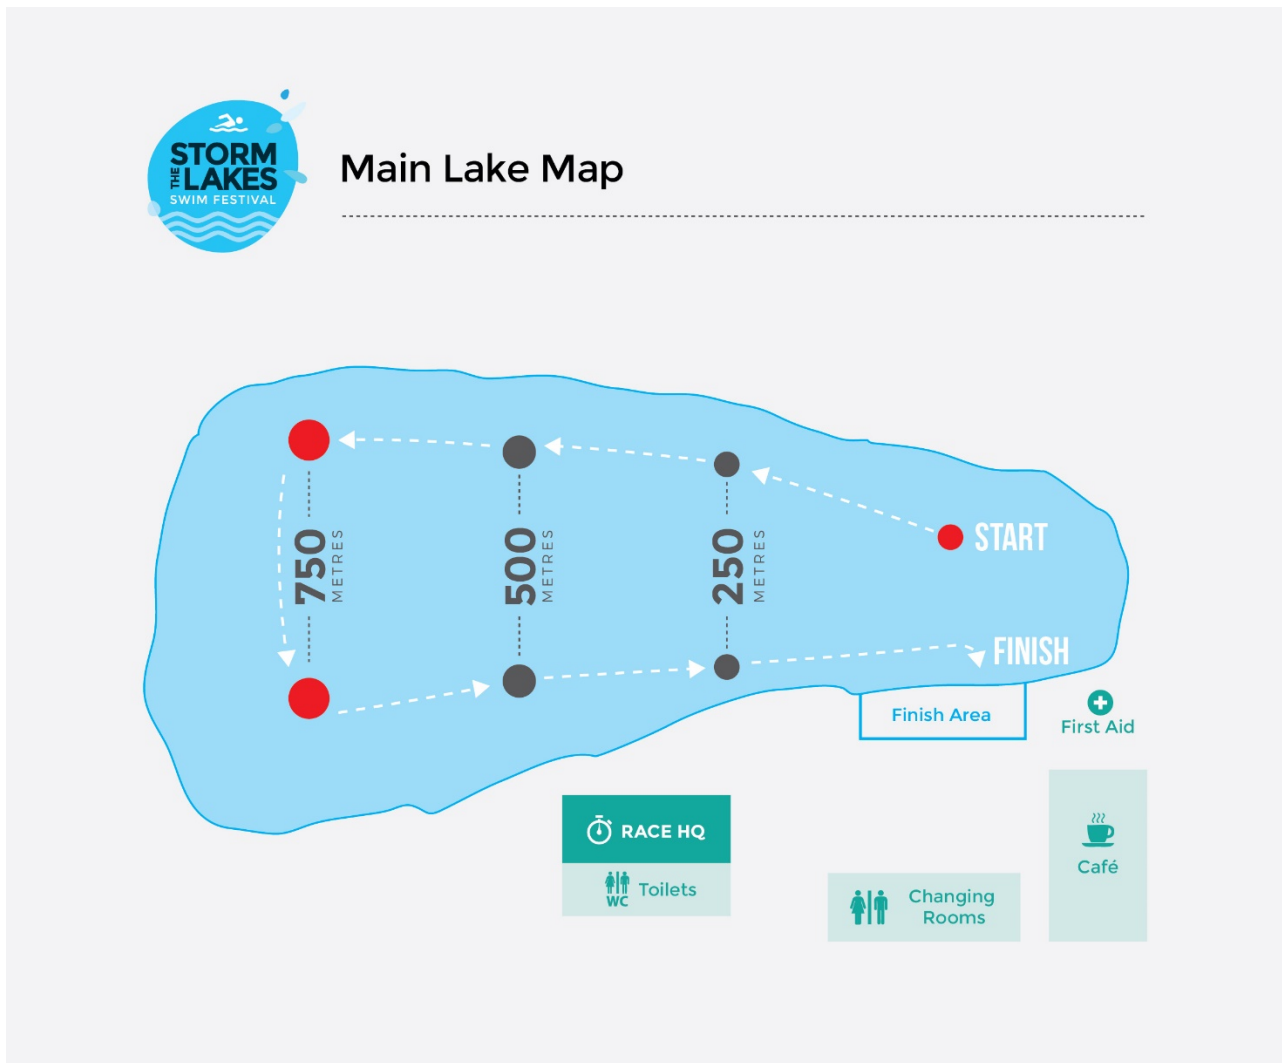 STORM
THE LAKES
SWIM FESTIVAL
Main Lake Map
750
METRES
500
METRES
250
METRES
START
FINISH
Finish Area
First Aid
RACE HQ
WC
Toilets
Changing
Rooms
Café